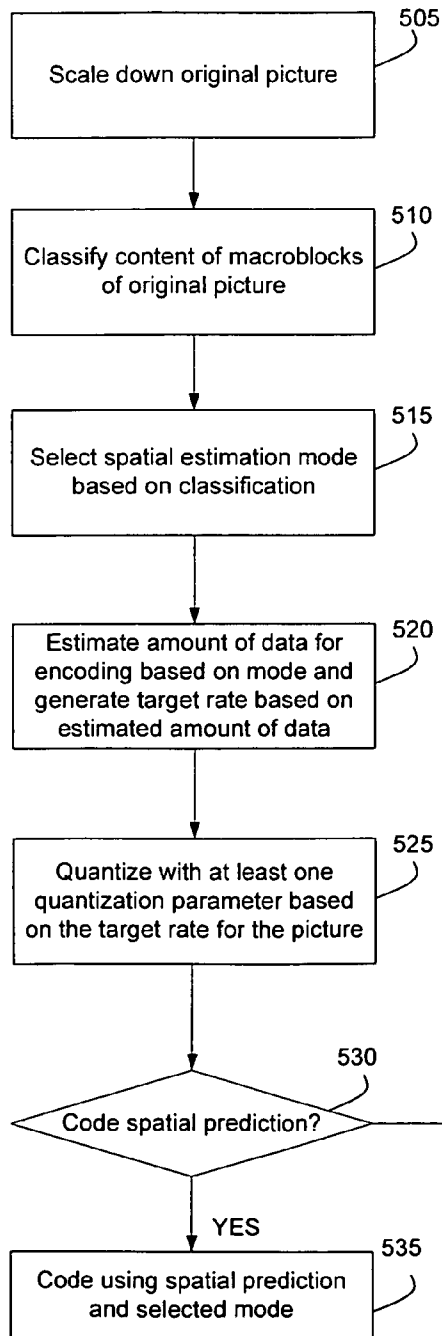 505
Scale down original picture
510
Classify content of macroblocks
of original picture
515
Select spatial estimation mode
based on classification
520
Estimate amount of data for
encoding based on mode and
generate target rate based on
estimated amount of data
525
Quantize with at least one
quantization parameter based
on the target rate for the picture
530
Code spatial prediction?
YES
535
Code using spatial prediction
and selected mode